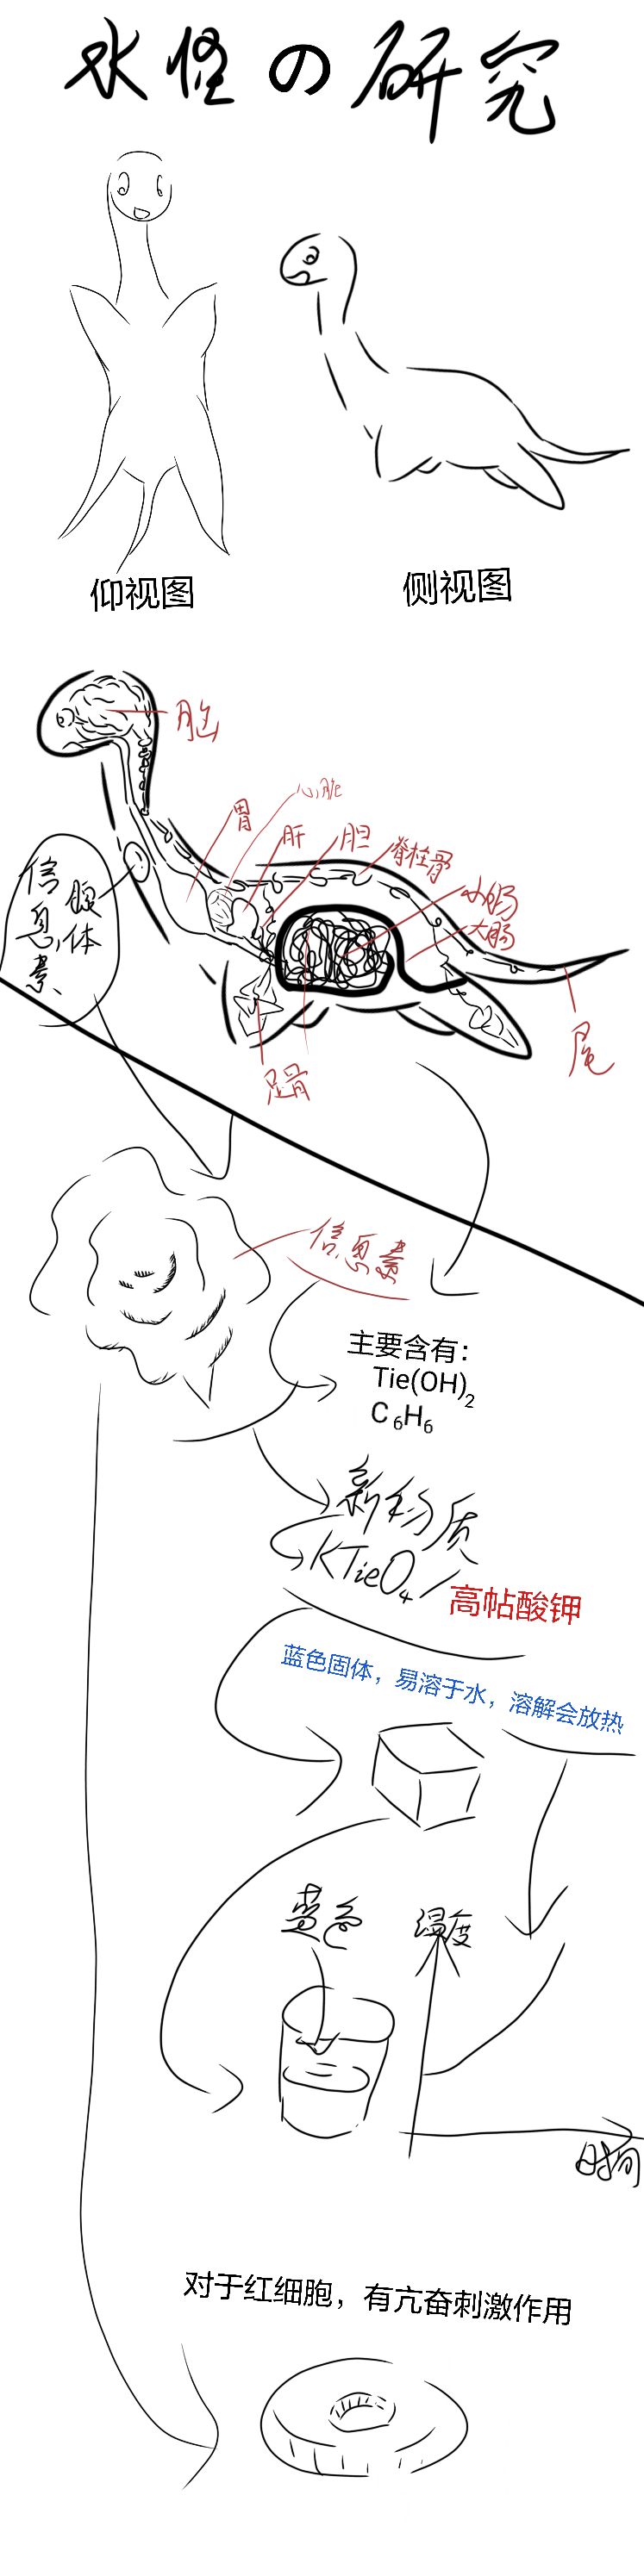 水怪の研究
仰视图
侧视图
脑
胃
心脏
肝
胆
脊柱骨
小肠
大肠
信息素
腺体
足骨
尾
信息素
主要含有：
Tie(OH)2
C6H6
新物质
KTieO4
高帖酸钾
蓝色固体，易溶于水，溶解会放热
蓝色
温度
时间
对于红细胞，有亢奋刺激作用